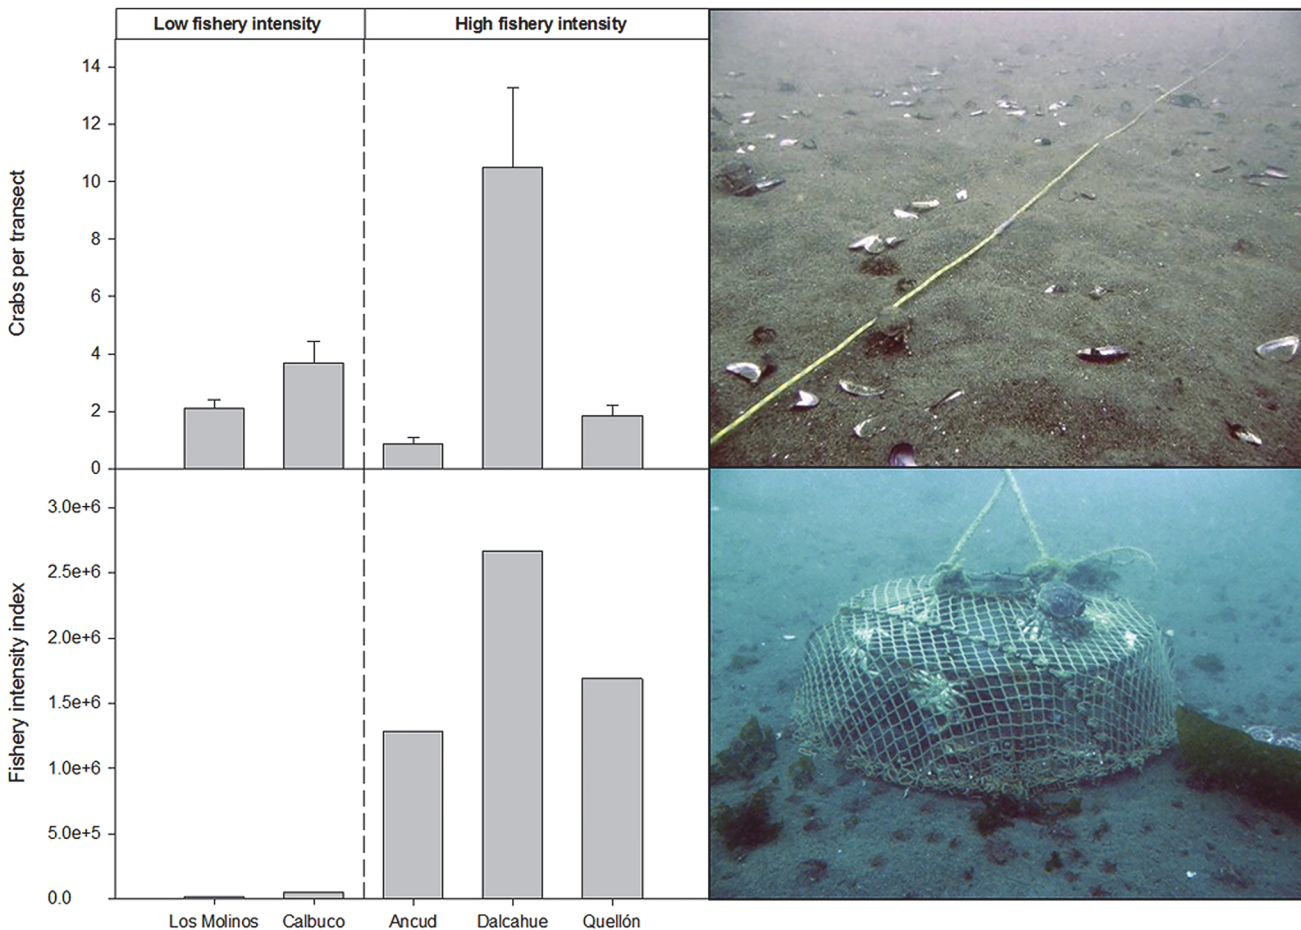 Low fishery intensity
High fishery intensity
Crabs per transect
14
12
10
8
6
4
2
0
Fishery intensity index
3.0e+6
2.5e+6
2.0e+6
1.5e+6
1.0e+6
5.0e+5
0.0
Los Molinos
Calbuco
Ancud
Dalcahue
Quellón